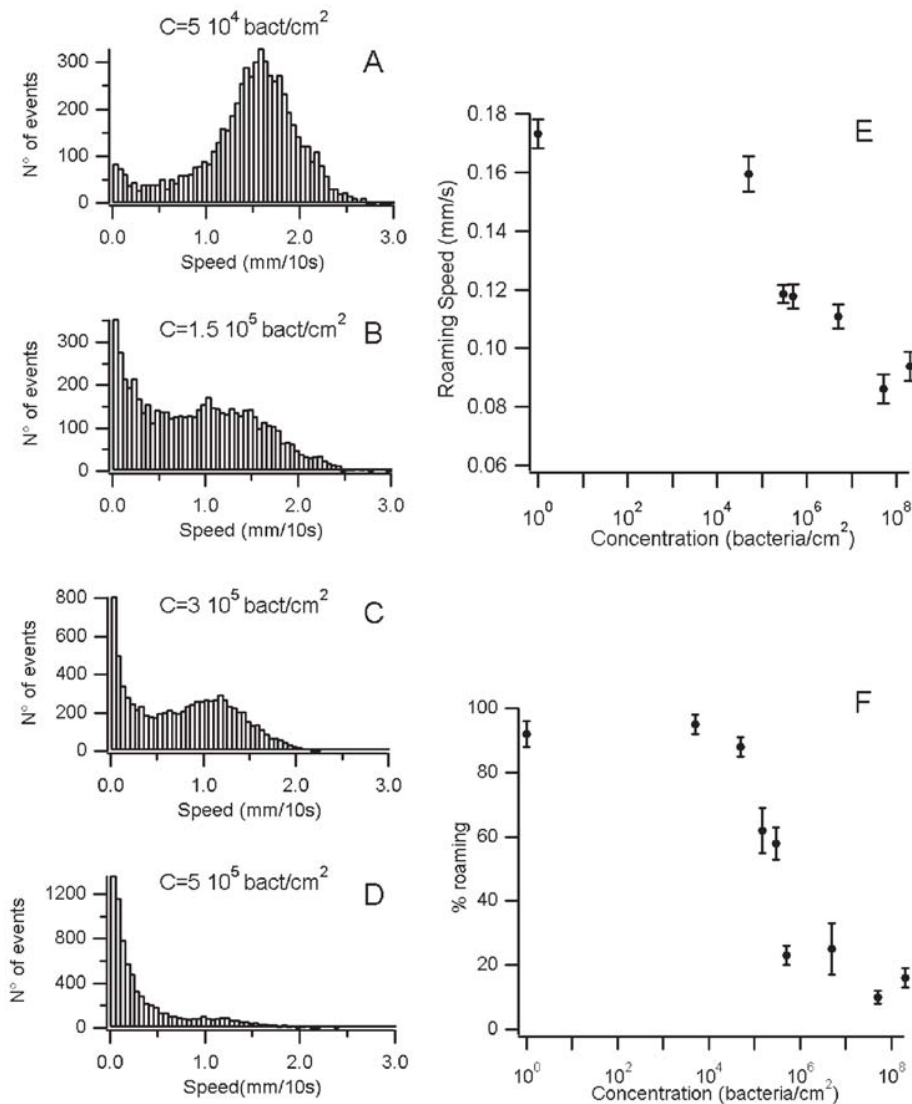 C=5 10⁴ bact/cm²
A
N° of events
300
200
100
0
0.0 1.0 2.0 3.0
Speed (mm/10s)
C=1.5 10⁵ bact/cm²
B
N° of events
300
200
100
0
0.0 1.0 2.0 3.0
Speed (mm/10s)
C=3 10⁵ bact/cm²
C
N° of events
800
600
400
200
0
0.0 1.0 2.0 3.0
Speed (mm/10s)
C=5 10⁵ bact/cm²
D
N° of events
1200
800
400
0
0.0 1.0 2.0 3.0
Speed(mm/10s)
E
Roaming Speed (mm/s)
0.18
0.16
0.14
0.12
0.10
0.08
0.06
10⁰ 10² 10⁴ 10⁶ 10⁸
Concentration (bacteria/cm²)
F
% roaming
100
80
60
40
20
0
10⁰ 10² 10⁴ 10⁶ 10⁸
Concentration (bacteria/cm²)